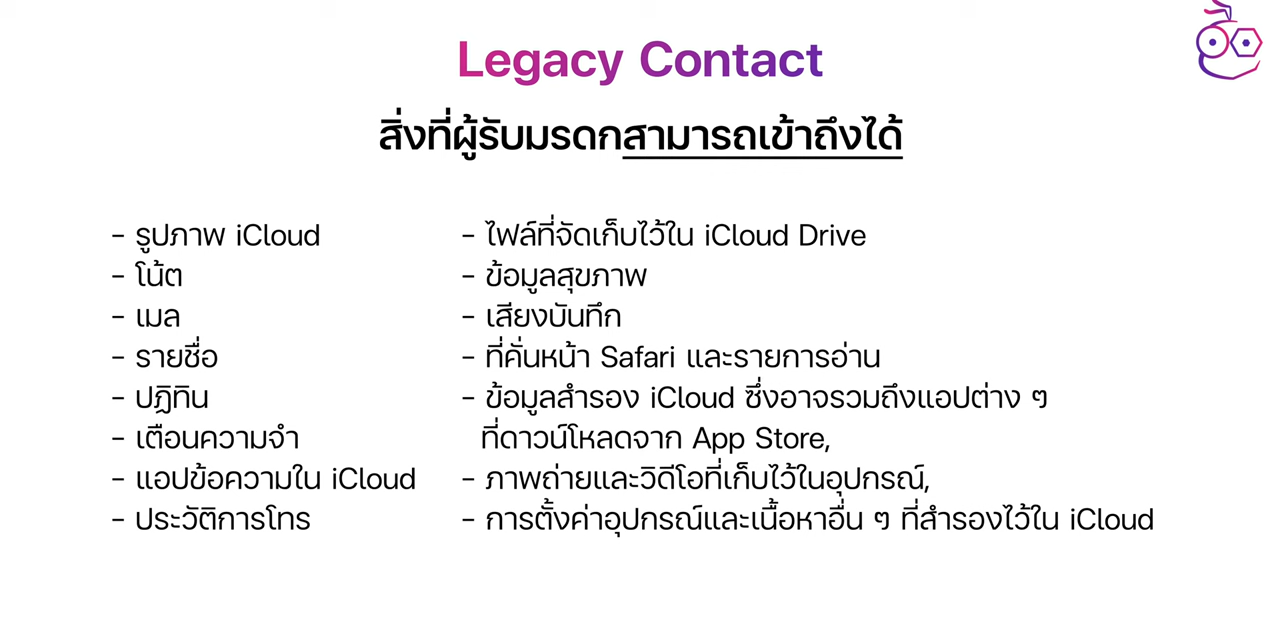 Legacy Contact
สิ่งที่ผู้รับมรดกสามารถเข้าถึงได้
- รูปภาพ iCloud
- โน้ต
- เมล
- รายชื่อ
- ปฏิทิน
- เตือนความจำ
- แอปข้อความใน iCloud
- ประวัติการโทร
- ไฟล์ที่จัดเก็บไว้ใน iCloud Drive
- ข้อมูลสุขภาพ
- เสียงบันทึก
- ที่คั่นหน้า Safari และรายการอ่าน
- ข้อมูลสำรอง iCloud ซึ่งอาจรวมถึงแอปต่าง ๆ
ที่ดาวน์โหลดจาก App Store,
- ภาพถ่ายและวิดีโอที่เก็บไว้ในอุปกรณ์,
- การตั้งค่าอุปกรณ์และเนื้อหาอื่น ๆ ที่สำรองไว้ใน iCloud